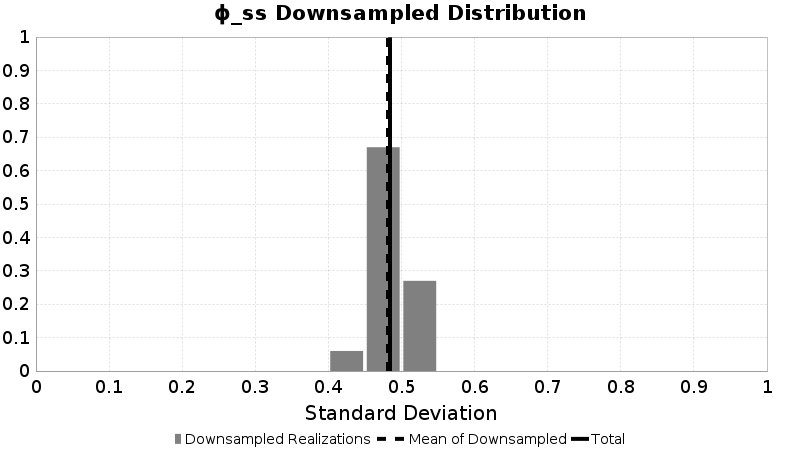 ϕ_ss Downsampled Distribution
1
0.9
0.8
0.7
0.6
0.5
0.4
0.3
0.2
0.1
0
0 0.1 0.2 0.3 0.4 0.5 0.6 0.7 0.8 0.9 1
Standard Deviation
Downsampled Realizations Mean of Downsampled Total